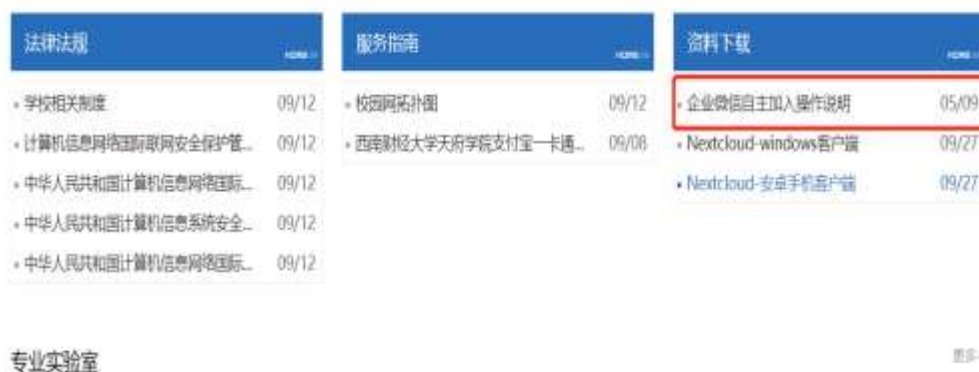 法律法规
MORE >>
学校相关制度 09/12
计算机信息网络国际联网安全保护管... 09/12
中华人民共和国计算机信息网络国际... 09/12
中华人民共和国计算机信息系统安全... 09/12
中华人民共和国计算机信息网络国际... 09/12
服务指南
MORE >>
校园网拓扑图 09/12
西南财经大学天府学院支付宝一卡通... 09/08
资料下载
MORE >>
企业微信自主加入操作说明 05/09
Nextcloud-windows客户端 09/27
Nextcloud-安卓手机客户端 09/27
专业实验室
更多